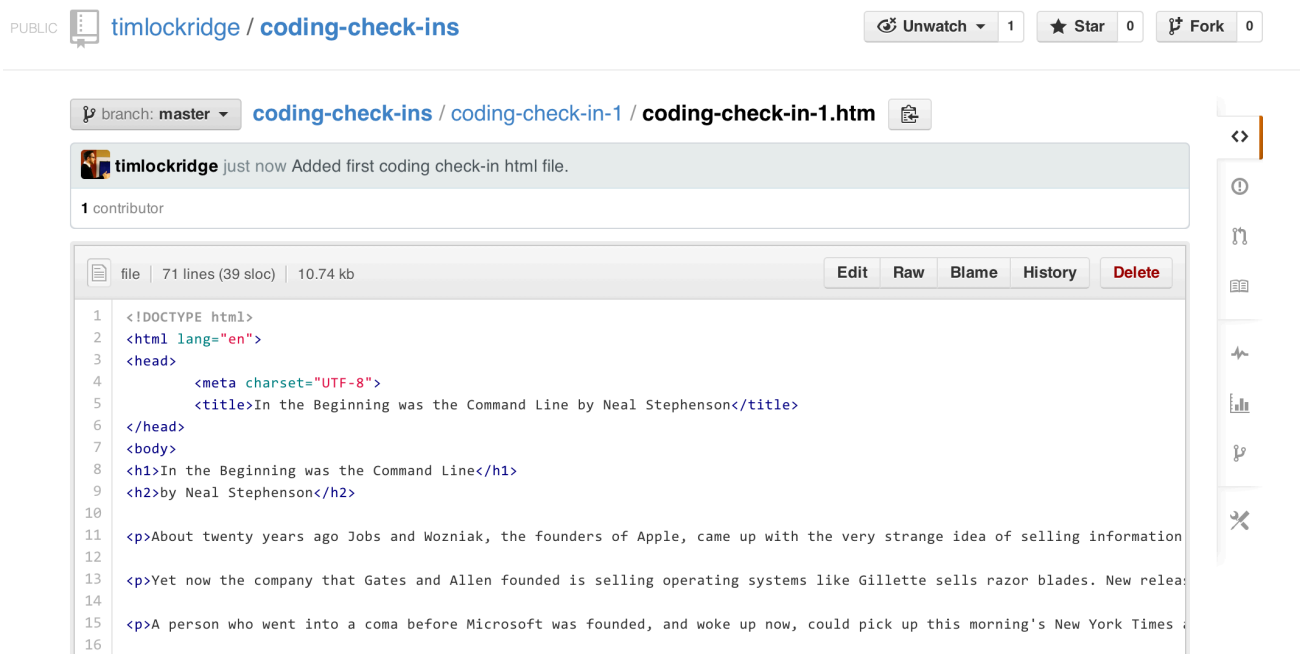 PUBLIC timlockridge / coding-check-ins Unwatch 1 Star 0 Fork 0
branch: master coding-check-ins / coding-check-in-1 / coding-check-in-1.htm
timlockridge just now Added first coding check-in html file.
1 contributor
file 71 lines (39 sloc) 10.74 kb Edit Raw Blame History Delete
1 <!DOCTYPE html>
2 <html lang="en">
3 <head>
4 <meta charset="UTF-8">
5 <title>In the Beginning was the Command Line by Neal Stephenson</title>
6 </head>
7 <body>
8 <h1>In the Beginning was the Command Line</h1>
9 <h2>by Neal Stephenson</h2>
10
11 <p>About twenty years ago Jobs and Wozniak, the founders of Apple, came up with the very strange idea of selling information
12
13 <p>Yet now the company that Gates and Allen founded is selling operating systems like Gillette sells razor blades. New relea
14
15 <p>A person who went into a coma before Microsoft was founded, and woke up now, could pick up this morning's New York Times
16